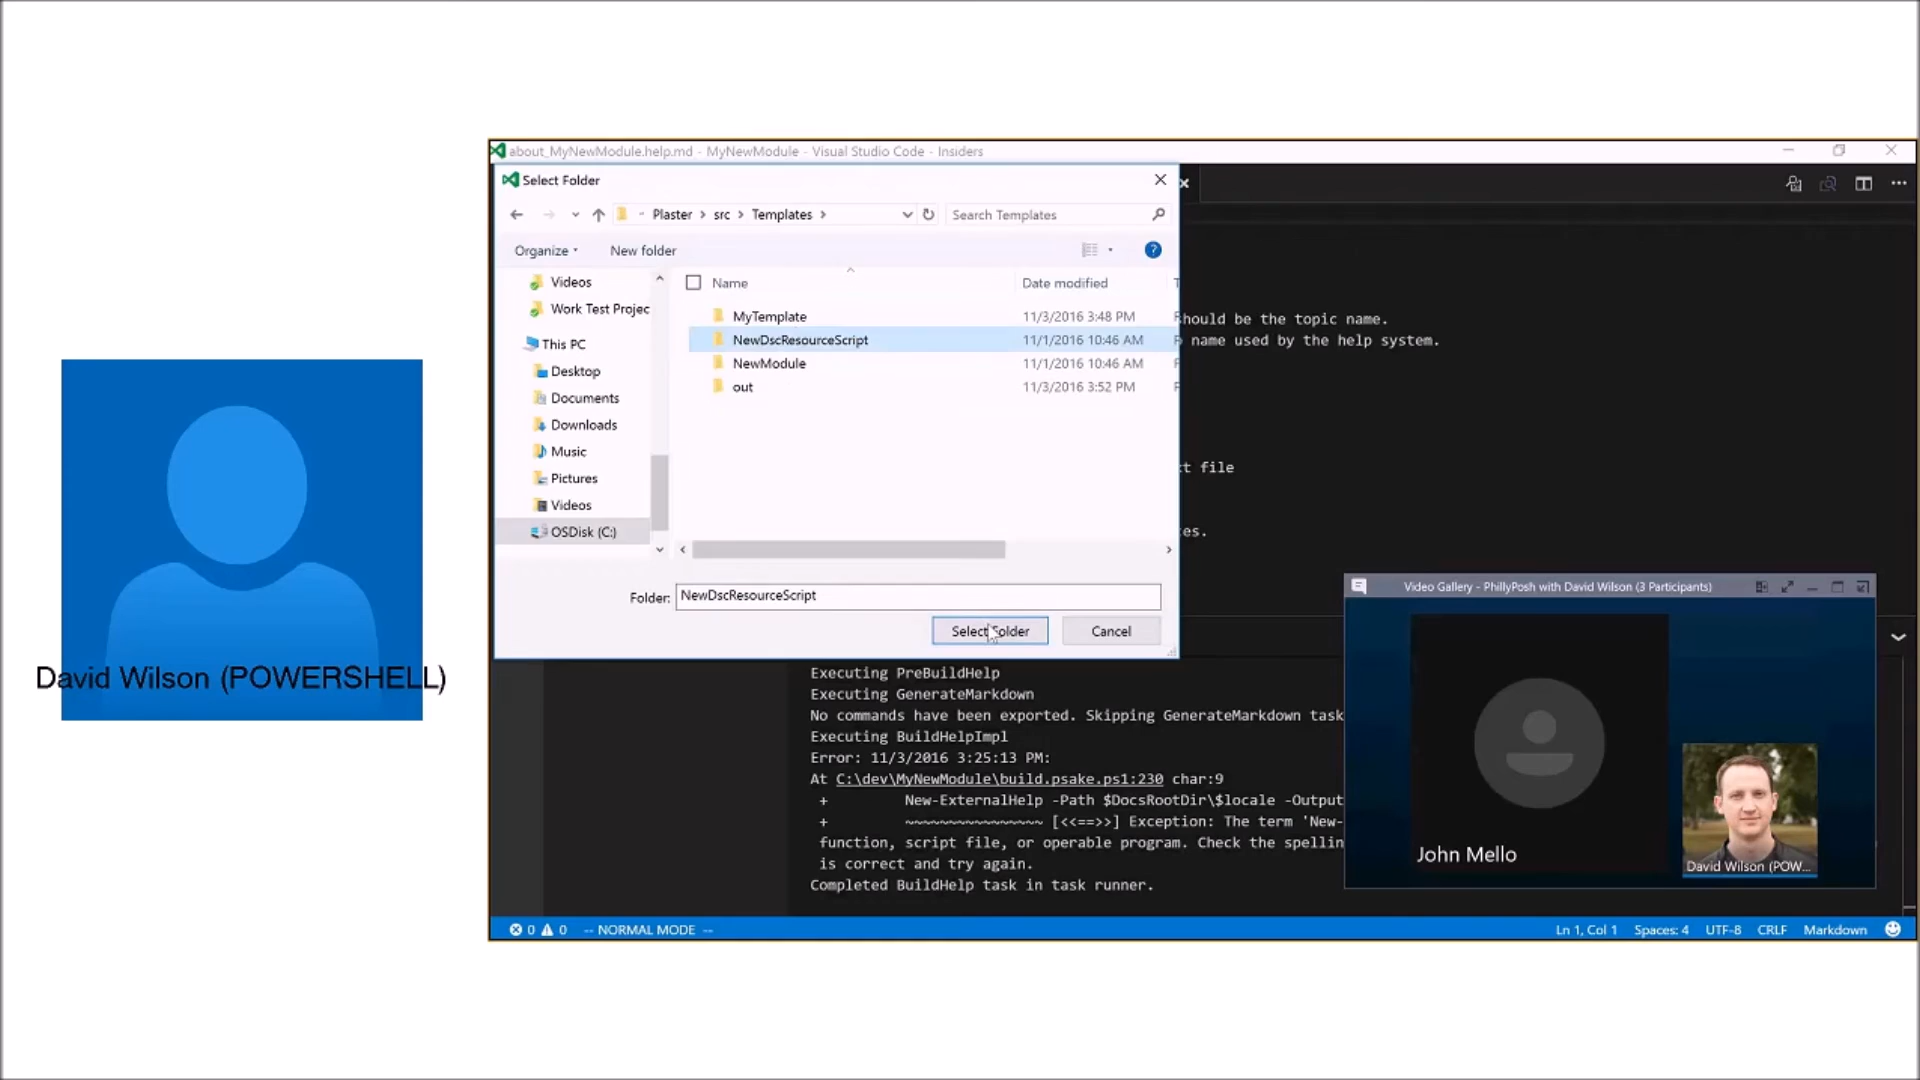 about_MyNewModule.help.md - MyNewModule - Visual Studio Code - Insiders
Select Folder
Plaster > src > Templates >
Search Templates
Organize
New folder
?
Videos
Work Test Projec
This PC
Desktop
Documents
Downloads
Music
Pictures
Videos
OSDisk (C:)
Name Date modified
MyTemplate 11/3/2016 3:48 PM
NewDscResourceScript 11/1/2016 10:46 AM
NewModule 11/1/2016 10:46 AM
out 11/3/2016 3:52 PM
Folder: NewDscResourceScript
Select Folder
Cancel
hould be the topic name.
name used by the help system.
t file
es.
David Wilson (POWERSHELL)
Executing PreBuildHelp
Executing GenerateMarkdown
No commands have been exported. Skipping GenerateMarkdown task
Executing BuildHelpImpl
Error: 11/3/2016 3:25:13 PM:
At C:\dev\MyNewModule\build.psake.ps1:230 char:9
+ New-ExternalHelp -Path $DocsRootDir\$locale -Output
+ ~~~~~~~~~~~~~~~~ [<<==>>] Exception: The term 'New-
function, script file, or operable program. Check the spellin
is correct and try again.
Completed BuildHelp task in task runner.
Video Gallery - PhillyPosh with David Wilson (3 Participants)
John Mello
David Wilson (POW...
0 0 -- NORMAL MODE --
Ln 1, Col 1 Spaces: 4 UTF-8 CRLF Markdown